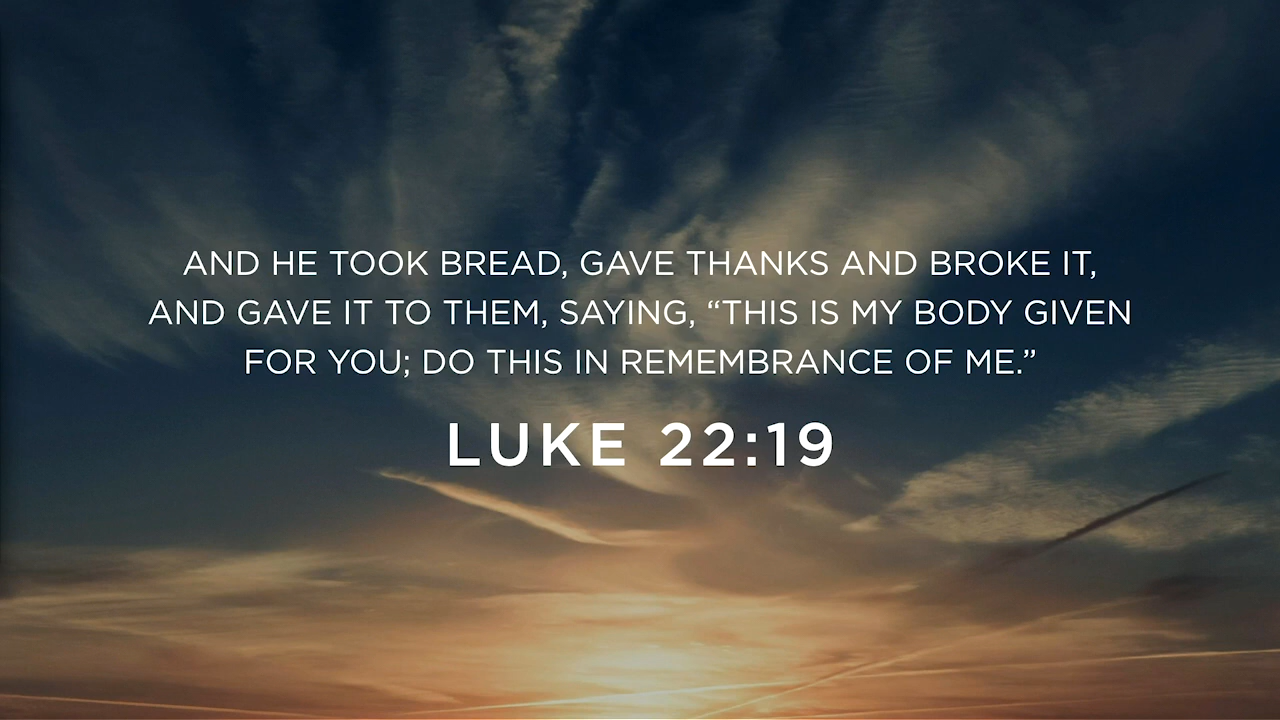 AND HE TOOK BREAD, GAVE THANKS AND BROKE IT,
AND GAVE IT TO THEM, SAYING, “THIS IS MY BODY GIVEN
FOR YOU; DO THIS IN REMEMBRANCE OF ME.”
LUKE 22:19